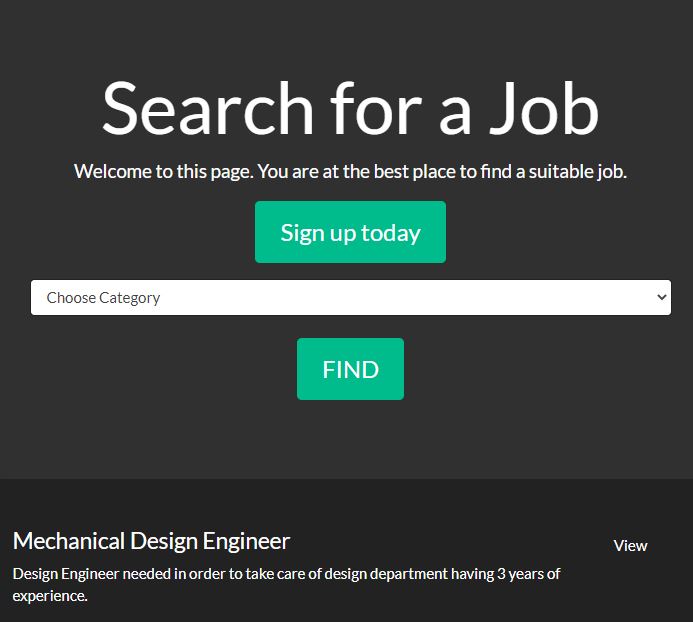 Search for a Job
Welcome to this page. You are at the best place to find a suitable job.
Sign up today
Choose Category
FIND
Mechanical Design Engineer
View
Design Engineer needed in order to take care of design department having 3 years of
experience.